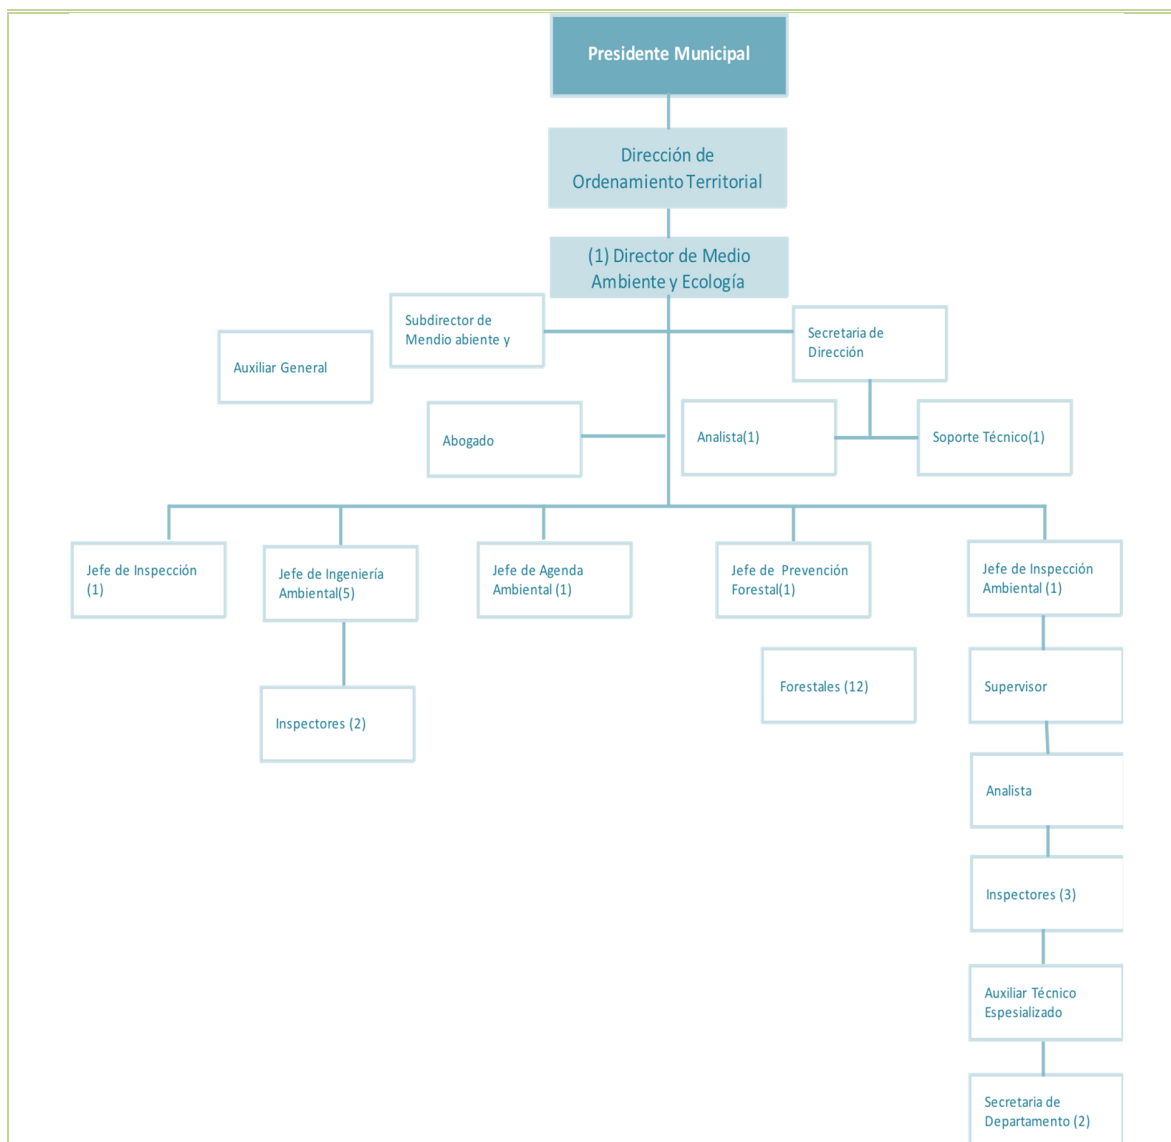 Presidente Municipal
Dirección de
Ordenamiento Territorial
(1) Director de Medio
Ambiente y Ecología
Subdirector de
Mendio abiente y
Secretaria de
Dirección
Auxiliar General
Abogado
Analista(1)
Soporte Técnico(1)
Jefe de Inspección
(1)
Jefe de Ingeniería
Ambiental(5)
Jefe de Agenda
Ambiental (1)
Jefe de Prevención
Forestal(1)
Jefe de Inspección
Ambiental (1)
Forestales (12)
Supervisor
Inspectores (2)
Analista
Inspectores (3)
Auxiliar Técnico
Espesializado
Secretaria de
Departamento (2)